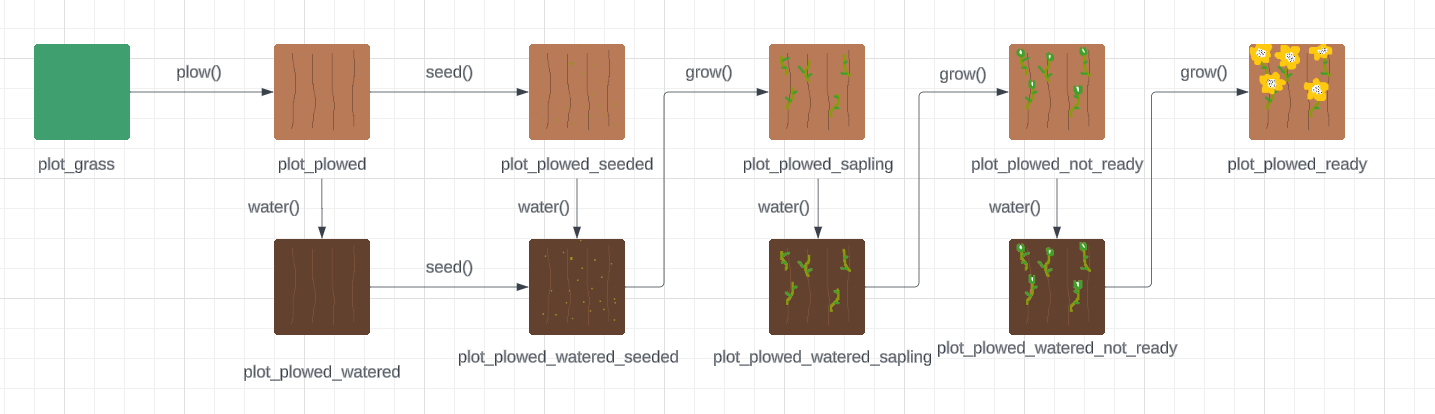 plow()
seed()
grow()
grow()
grow()
plot_grass
plot_plowed
plot_plowed_seeded
plot_plowed_sapling
plot_plowed_not_ready
plot_plowed_ready
water()
water()
water()
water()
seed()
plot_plowed_watered
plot_plowed_watered_seeded
plot_plowed_watered_sapling
plot_plowed_watered_not_ready